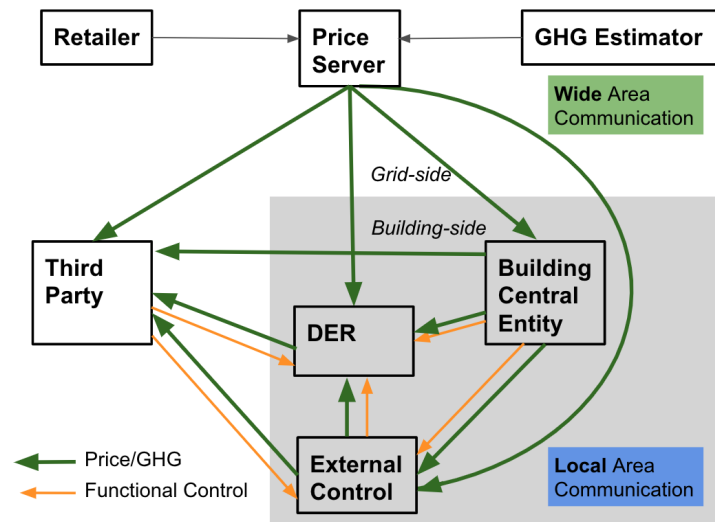 Retailer
Price
Server
GHG Estimator
Wide Area
Communication
Grid-side
Building-side
Third
Party
Building
Central
Entity
DER
External
Control
Price/GHG
Functional Control
Local Area
Communication